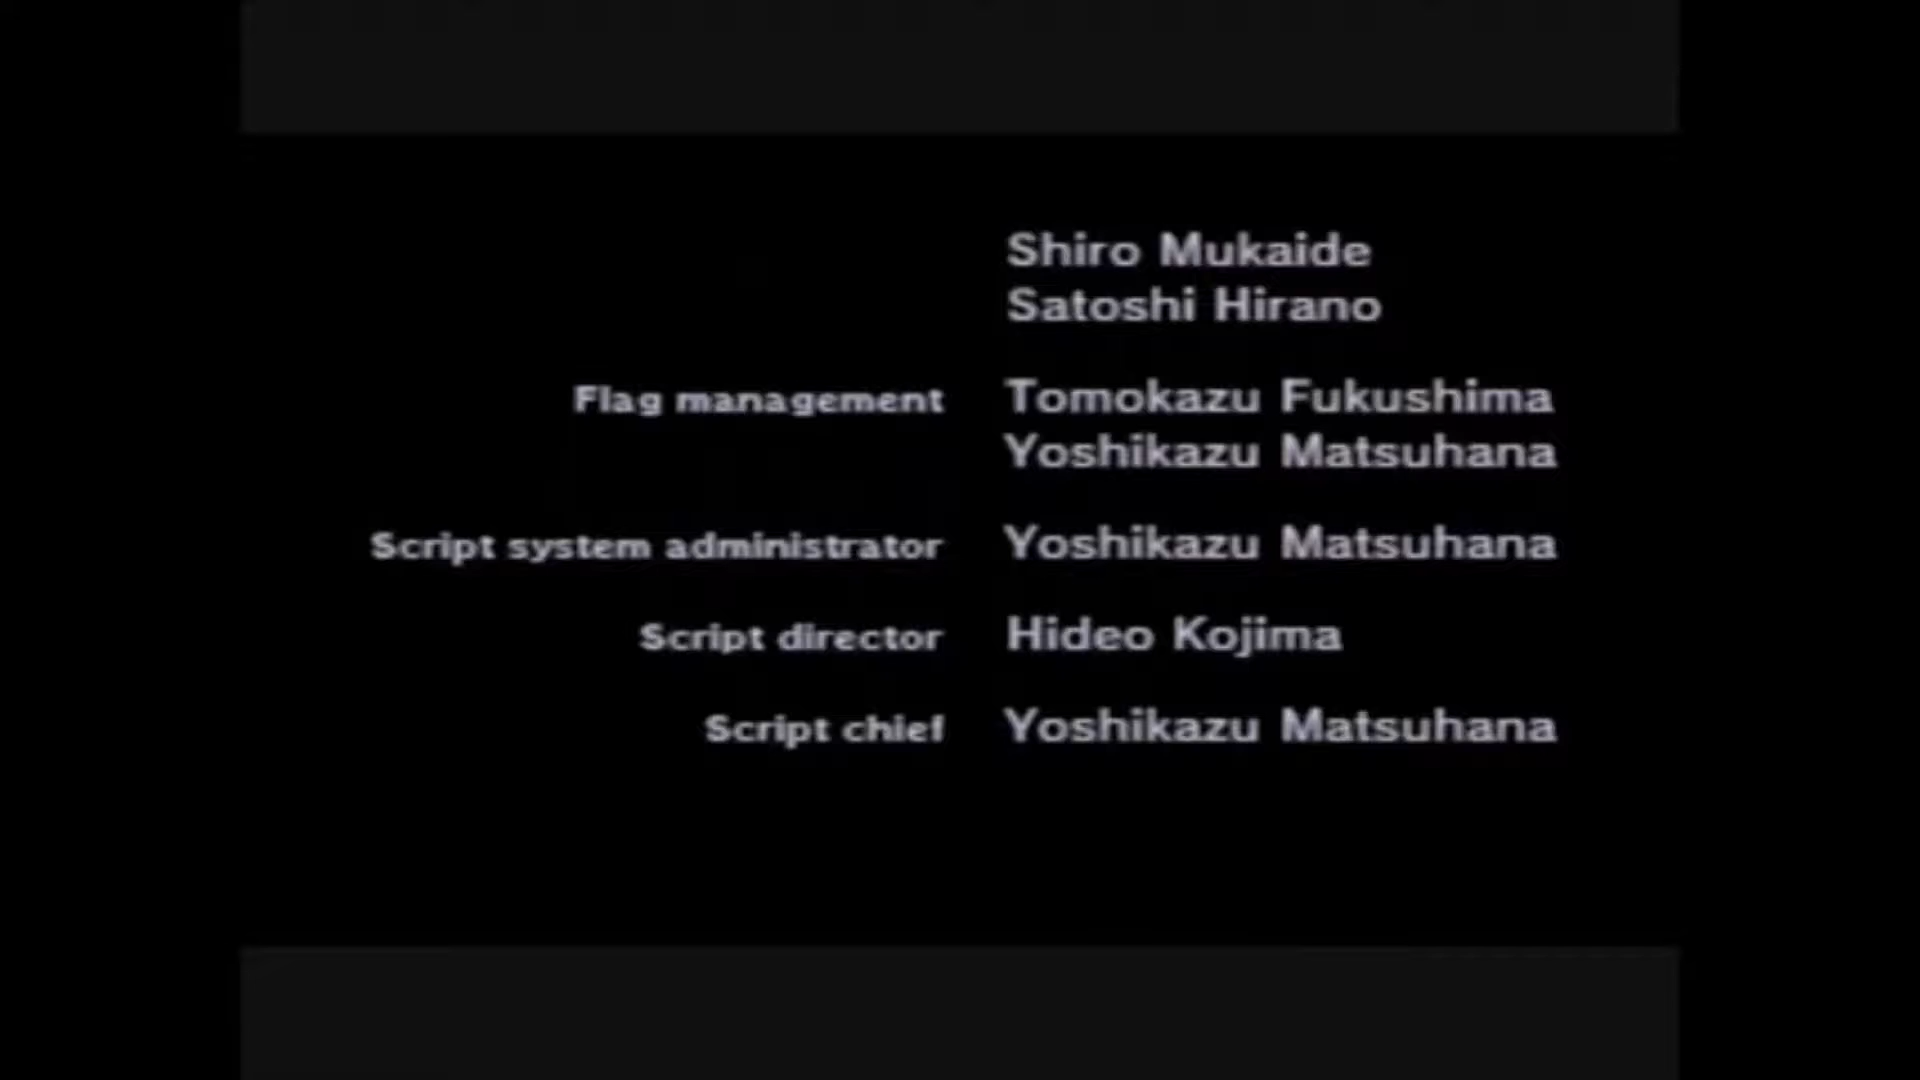 Shiro Mukaide
Satoshi Hirano
Flag management Tomokazu Fukushima
Yoshikazu Matsuhana
Script system administrator Yoshikazu Matsuhana
Script director Hideo Kojima
Script chief Yoshikazu Matsuhana